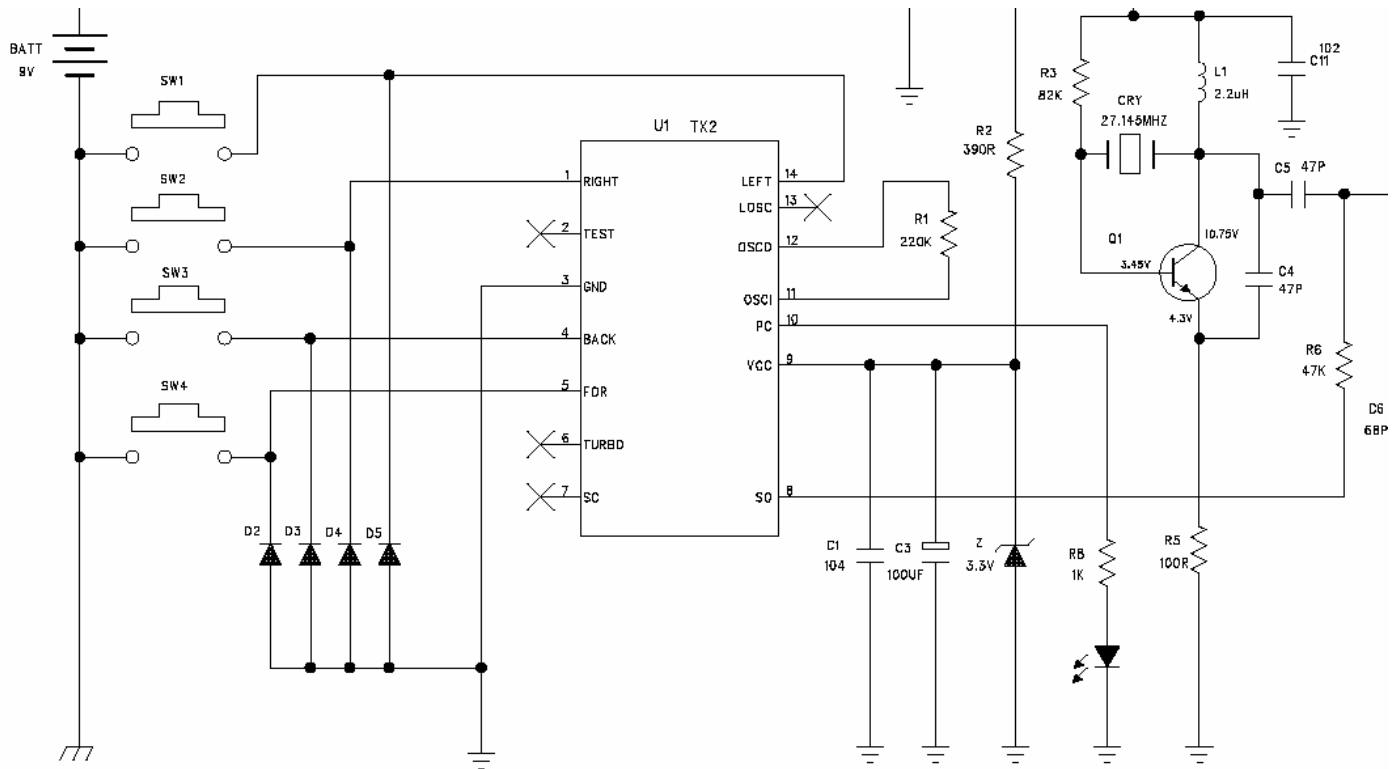 BATT
9V
SW1
SW2
SW3
SW4
U1 TX2
1 RIGHT
2 TEST
3 GND
4 BACK
5 FOR
6 TURBO
7 SC
LEFT 14
LOSC 13
OSCO 12
OSCI 11
PC 10
VCC 9
SO 8
D2 D3 D4 D5
R1
220K
R2
390R
C1
104
C3
100UF
Z
3.3V
R8
1K
R5
100R
R3
82K
CRY
27.145MHZ
L1
2.2uH
102
C11
C5 47P
Q1
10.75V
3.45V
4.3V
C4
47P
R6
47K
C6
68P